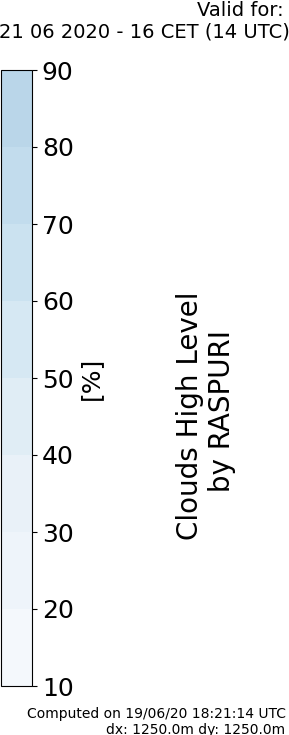 Valid for:
21 06 2020 - 16 CET (14 UTC)
90
80
70
60
50
40
30
20
10
[%]
Clouds High Level
by RASPURI
Computed on 19/06/20 18:21:14 UTC
dx: 1250.0m dy: 1250.0m